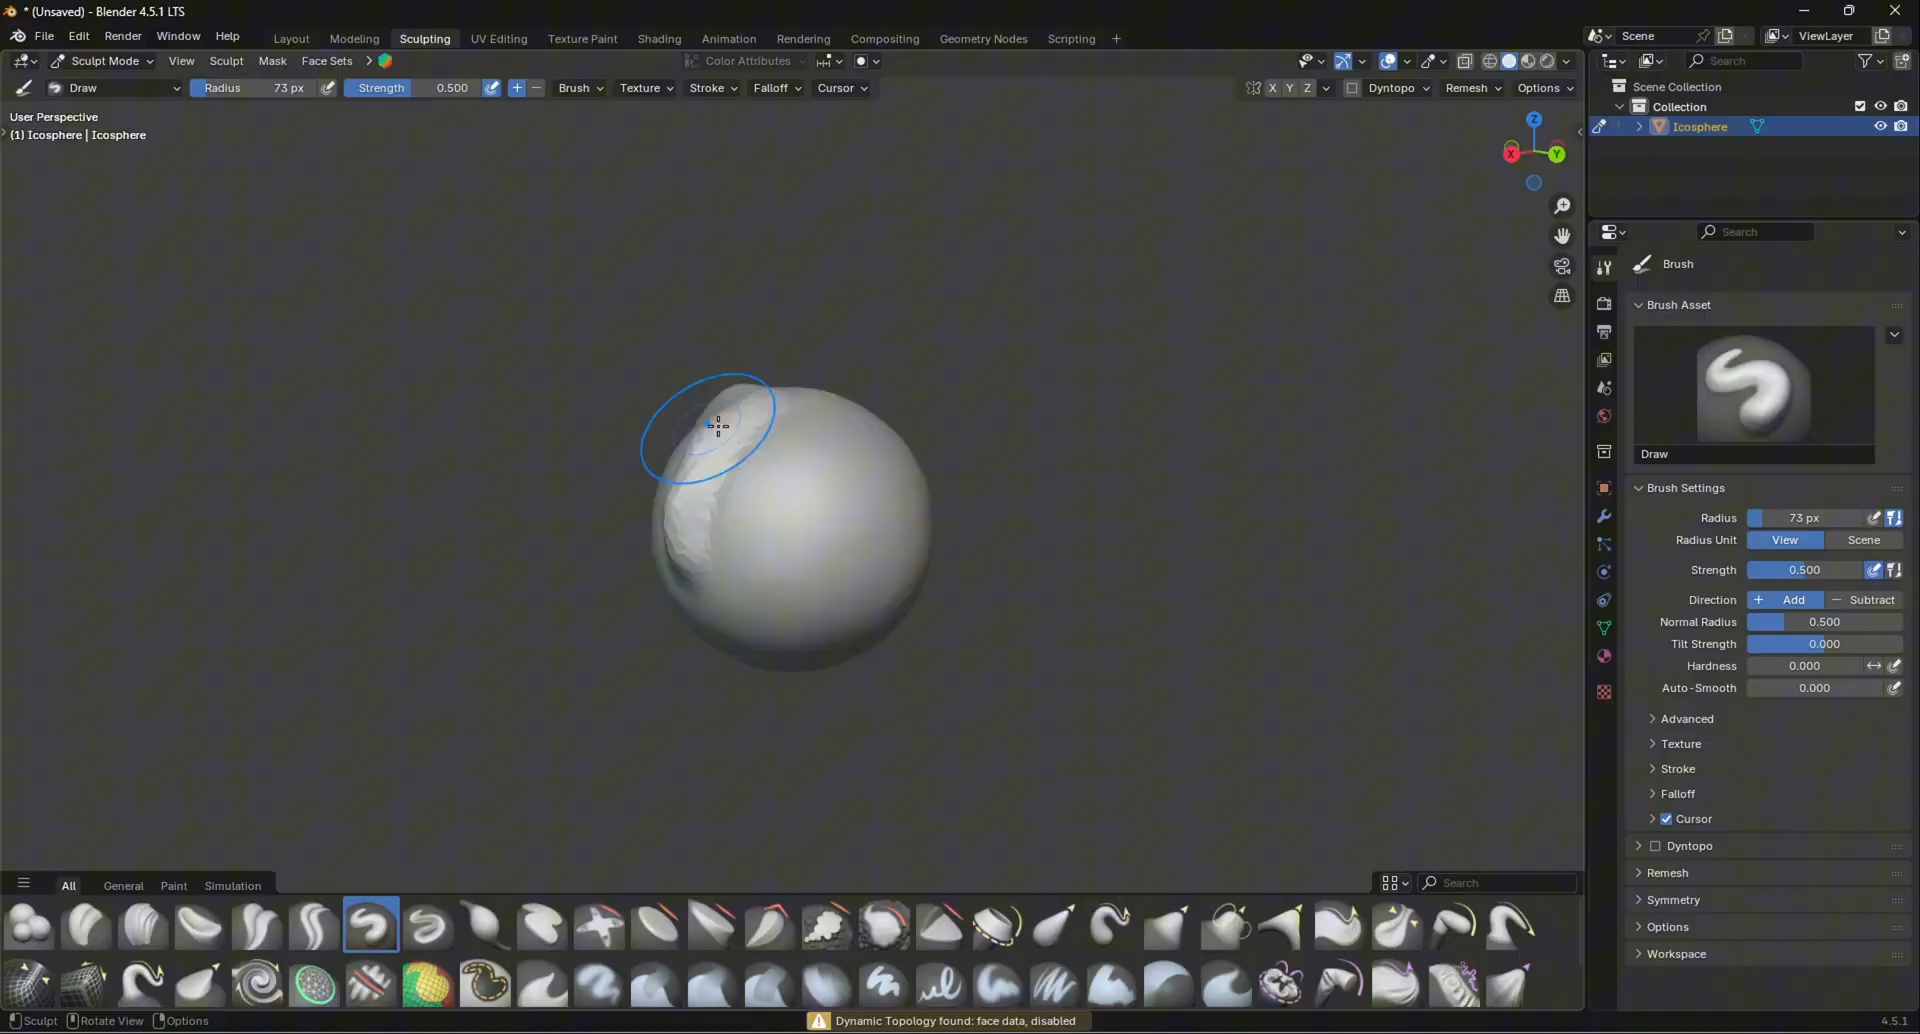 * (Unsaved) - Blender 4.5.1 LTS
File Edit Render Window Help Layout Modeling Sculpting UV Editing Texture Paint Shading Animation Rendering Compositing Geometry Nodes Scripting + Scene ViewLayer
Sculpt Mode View Sculpt Mask Face Sets Color Attributes Search
Draw Radius 73 px Strength 0.500 Brush Texture Stroke Falloff Cursor X Y Z Dyntopo Remesh Options
Scene Collection
Collection
Icosphere
User Perspective
(1) Icosphere | Icosphere
Z
X Y
Search
Brush
Brush Asset
Draw
Brush Settings
Radius 73 px
Radius Unit View Scene
Strength 0.500
Direction + Add − Subtract
Normal Radius 0.500
Tilt Strength 0.000
Hardness 0.000
Auto-Smooth 0.000
Advanced
Texture
Stroke
Falloff
Cursor
Dyntopo
Remesh
Symmetry
Options
Workspace
All General Paint Simulation Search
Sculpt Rotate View Options Dynamic Topology found: face data, disabled 4.5.1